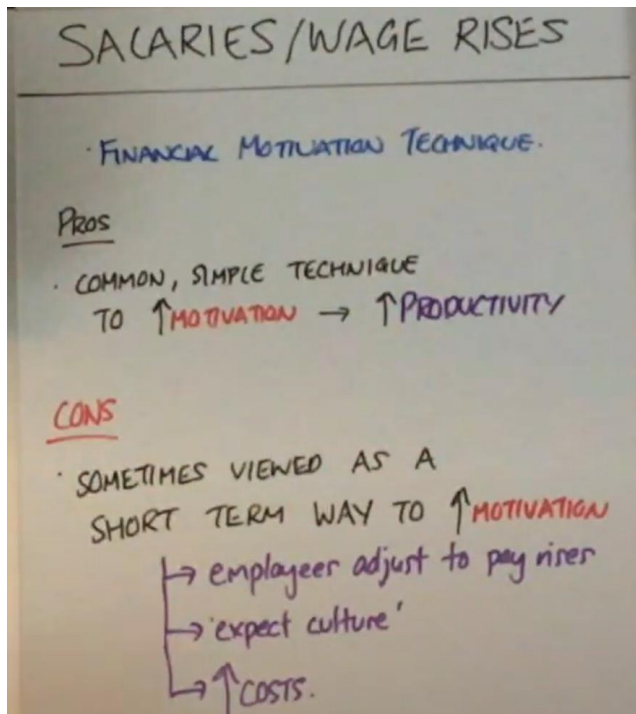 SALARIES/WAGE RISES
· FINANCIAL MOTIVATION TECHNIQUE.
PROS
· COMMON, SIMPLE TECHNIQUE
TO ↑MOTIVATION → ↑PRODUCTIVITY
CONS
· SOMETIMES VIEWED AS A
SHORT TERM WAY TO ↑MOTIVATION
→ employees adjust to pay rises
→ 'expect culture'
→ ↑COSTS.